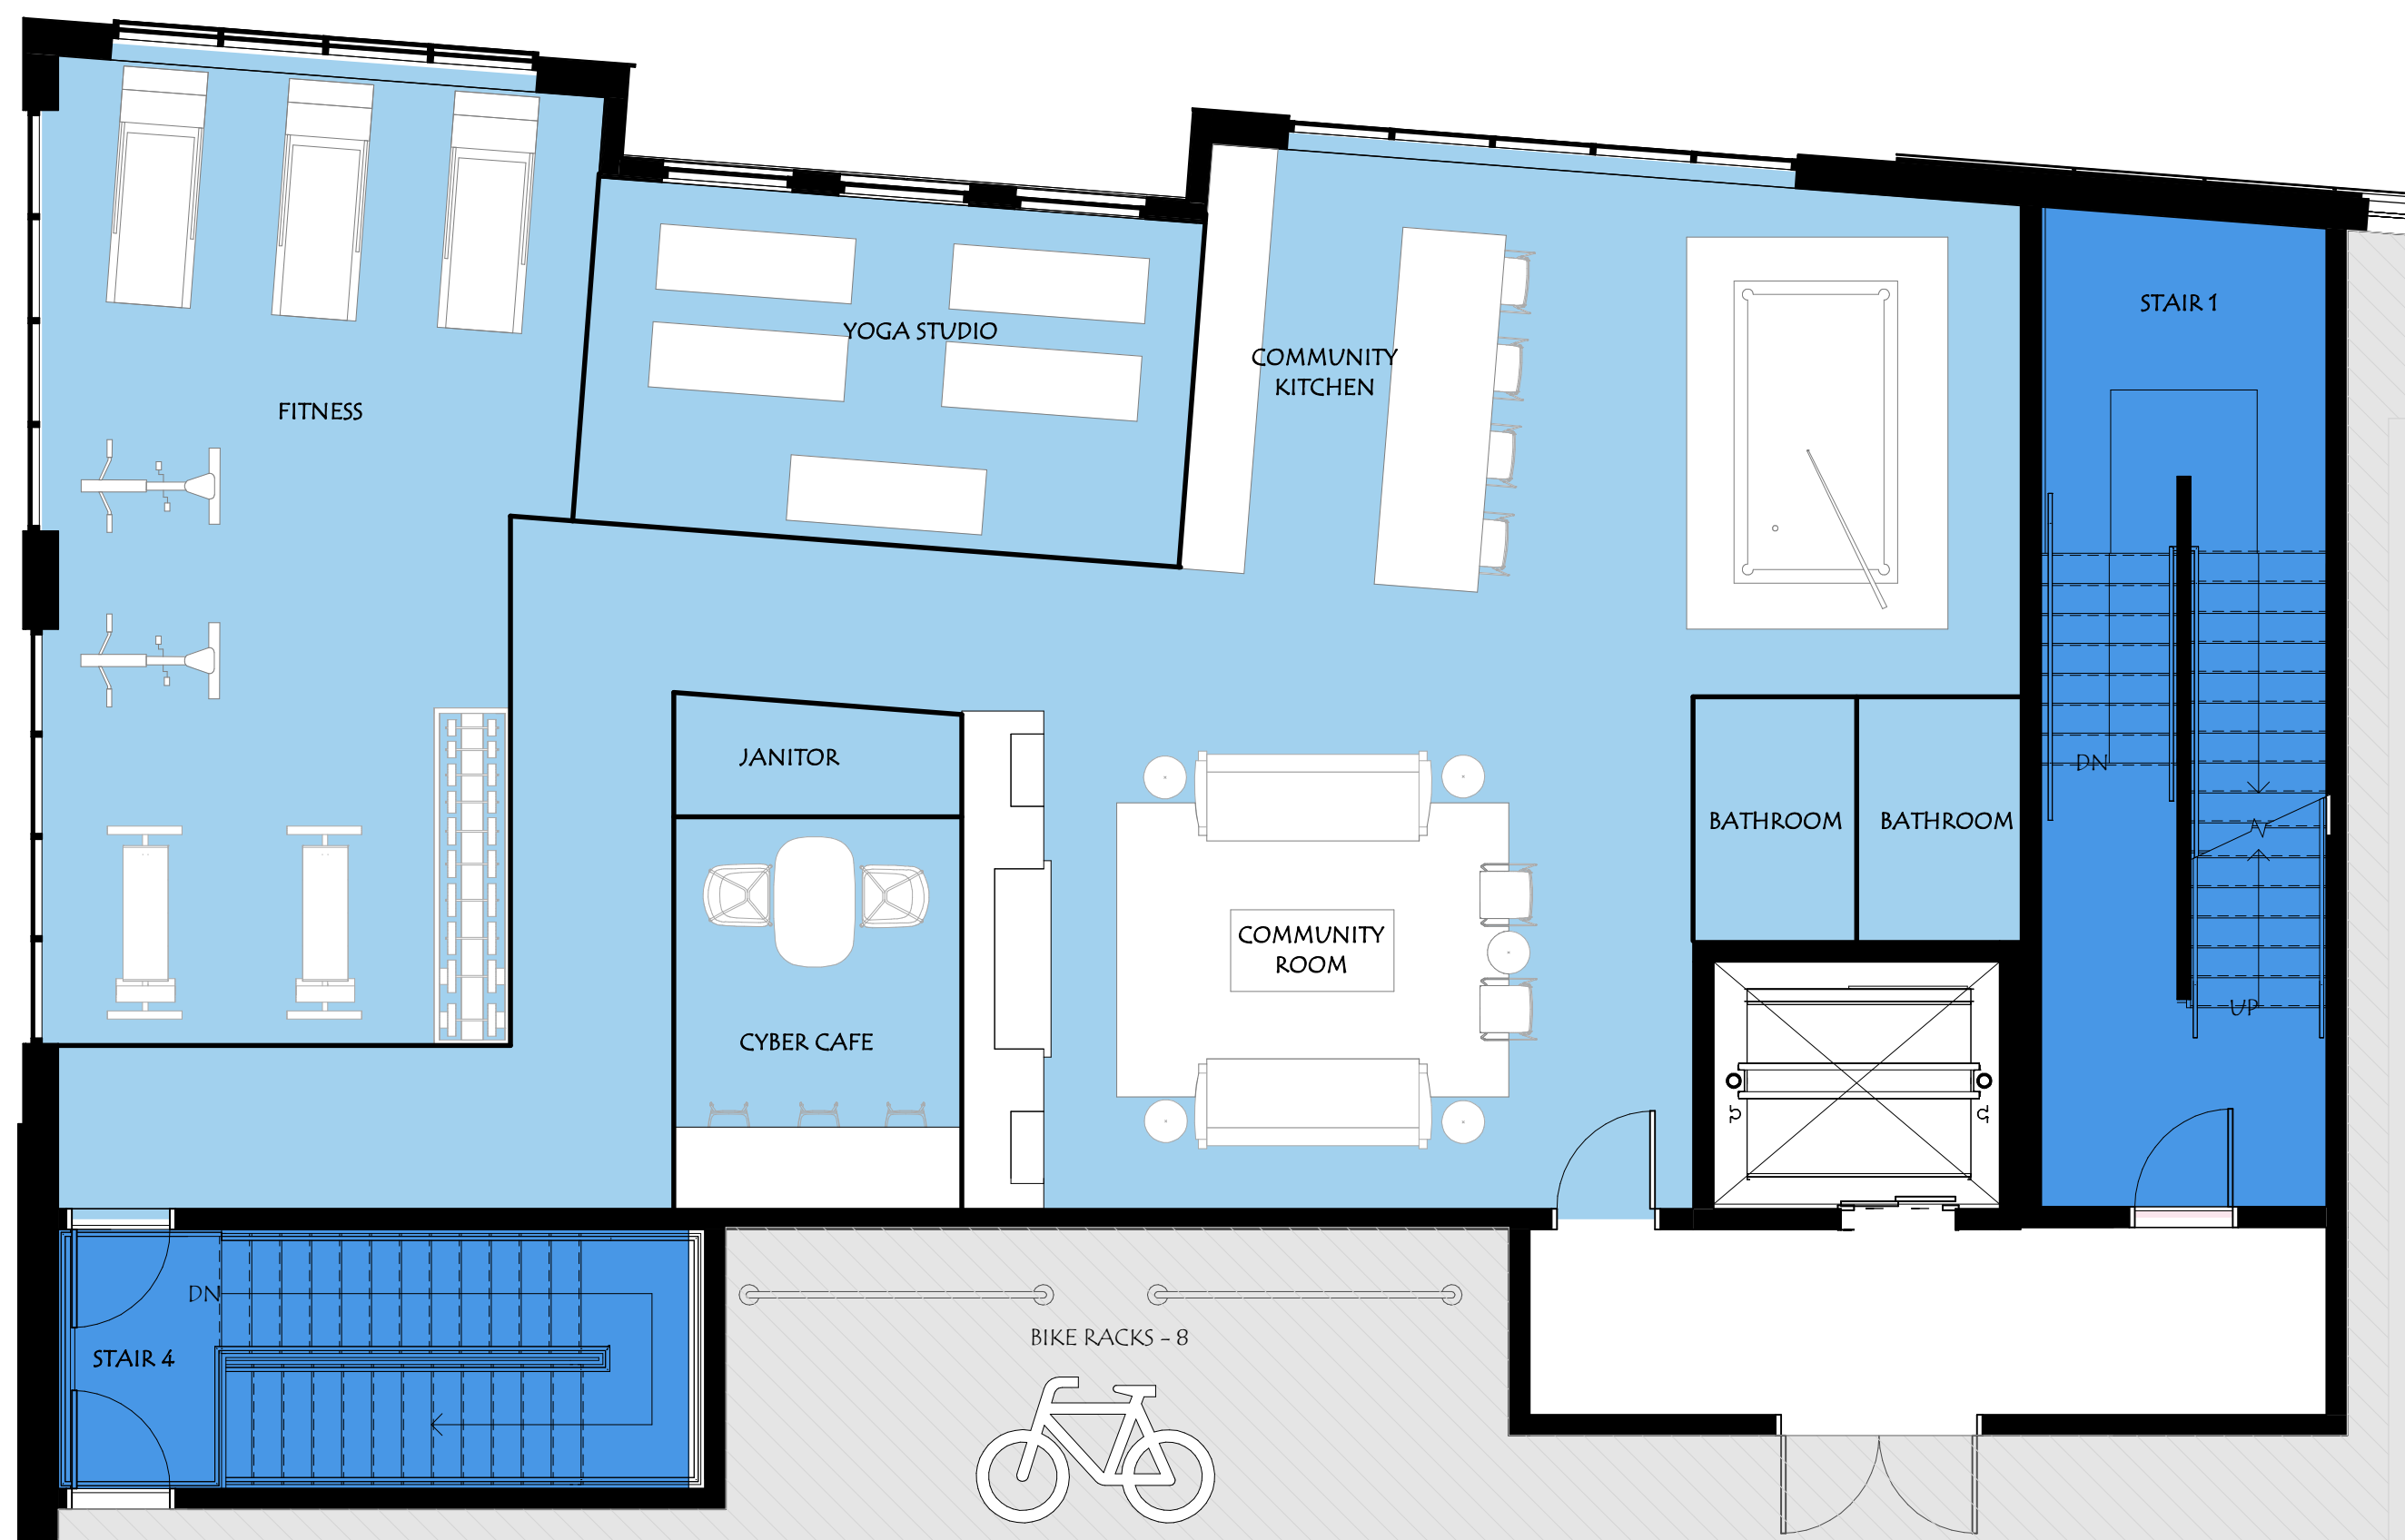 STAIR 1
YOGA STUDIO
COMMUNITY
KITCHEN
FITNESS
JANITOR
DN
BATHROOM
BATHROOM
COMMUNITY
ROOM
UP
CYBER CAFE
DN
BIKE RACKS - 8
STAIR 4